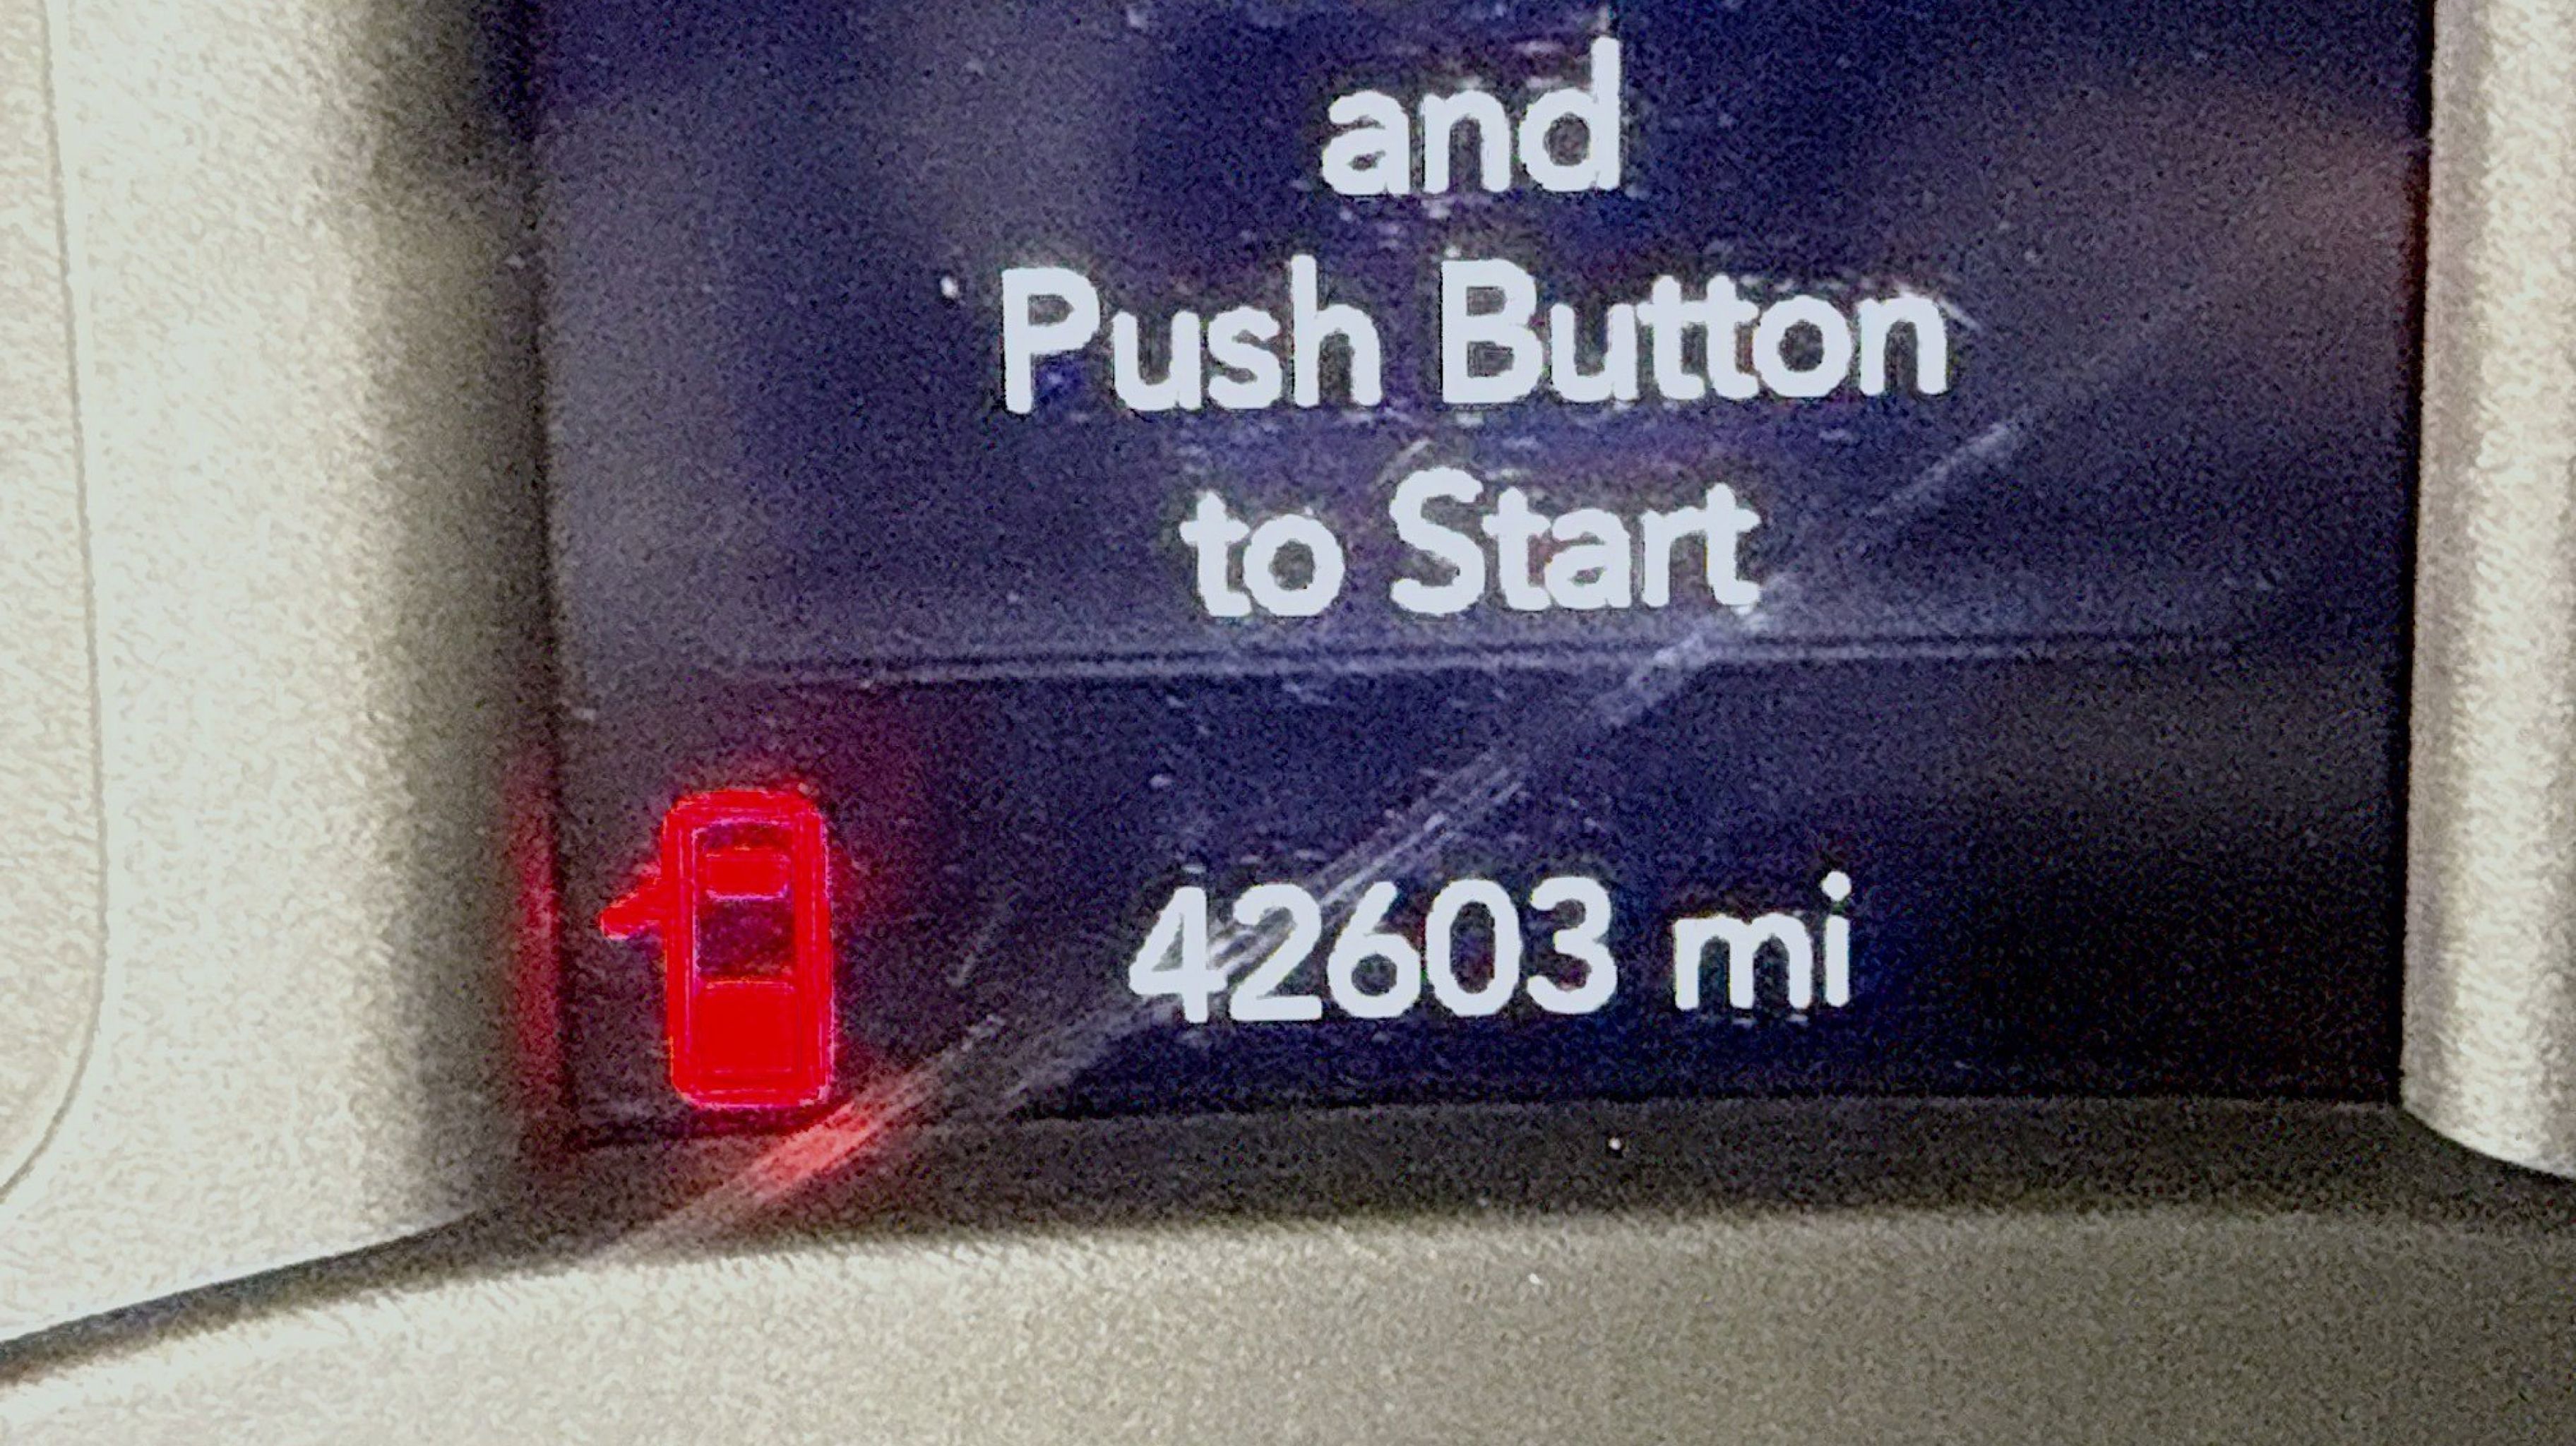 and
Push Button
to Start
42603 mi